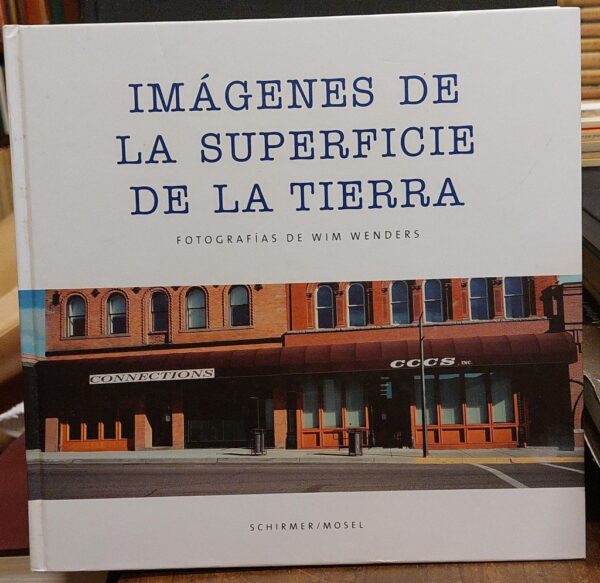 IMÁGENES DE
LA SUPERFICIE
DE LA TIERRA
FOTOGRAFÍAS DE WIM WENDERS
CONNECTIONS
CCCS, INC.
SCHIRMER/MOSEL